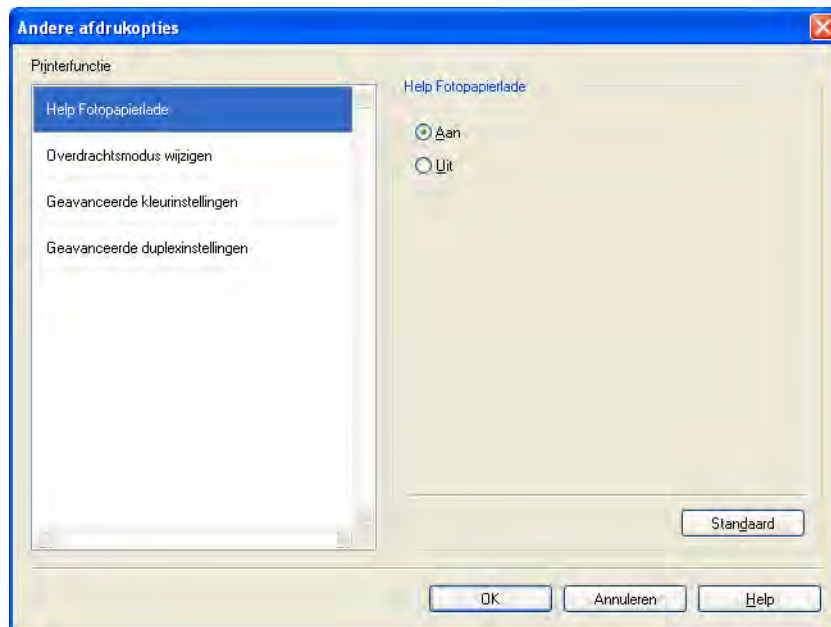 Andere afdrukopties
Printerfunctie
Help Fotopapierlade
Overdrachtsmodus wijzigen
Geavanceerde kleurinstellingen
Geavanceerde duplexinstellingen
Help Fotopapierlade
Aan
Uit
Standaard
OK
Annuleren
Help